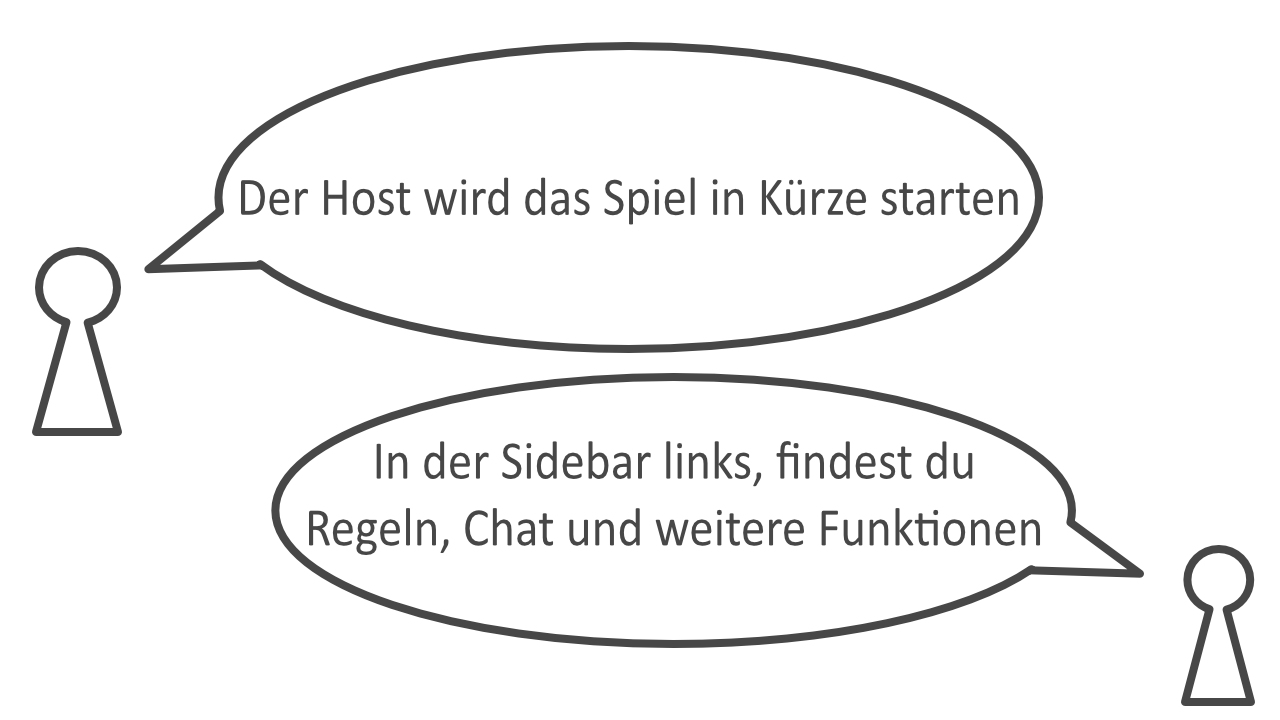 Der Host wird das Spiel in Kürze starten
In der Sidebar links, findest du
Regeln, Chat und weitere Funktionen